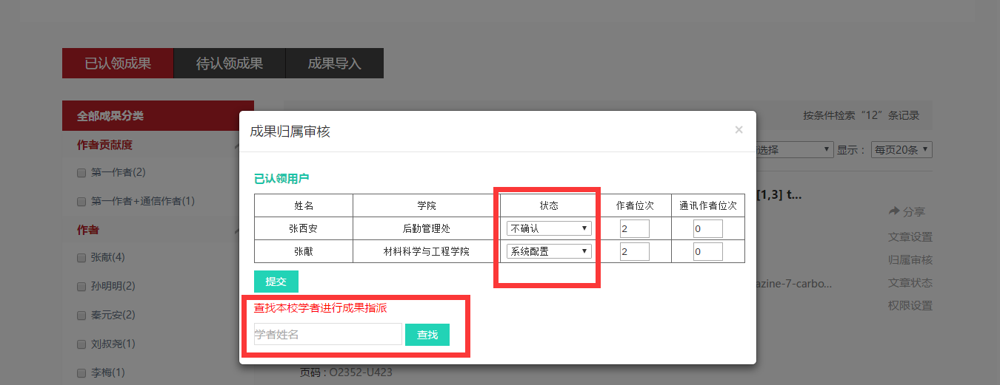 已认领成果 待认领成果 成果导入
全部成果分类
按条件检索“12”条记录
作者贡献度
选择 显示： 每页20条
第一作者(2)
第一作者+通信作者(1)
作者
张献(4)
孙明明(2)
秦元安(2)
刘叔尧(1)
李梅(1)
成果归属审核 ×
已认领用户
姓名 学院 状态 作者位次 通讯作者位次
张西安 后勤管理处 不确认 2 0
张献 材料科学与工程学院 系统配置 2 0
提交
查找本校学者进行成果指派
学者姓名 查找
[1,3] t...
分享
文章设置
归属审核
azine-7-carbo... 文章状态
权限设置
页码 : O2352-U423